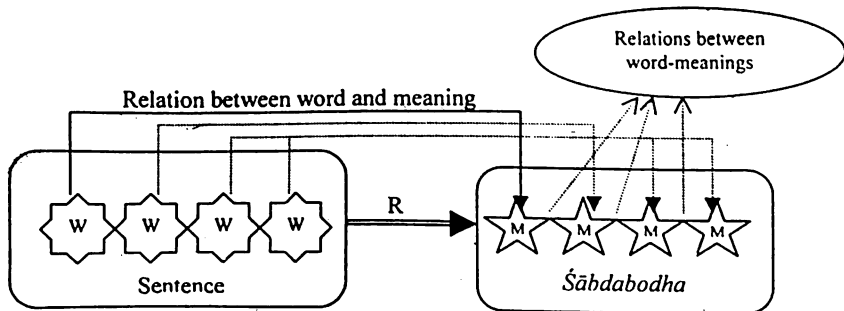 Relations between
word-meanings
Relation between word and meaning
W W W W
R
M M M M
Sentence
Śābdabodha